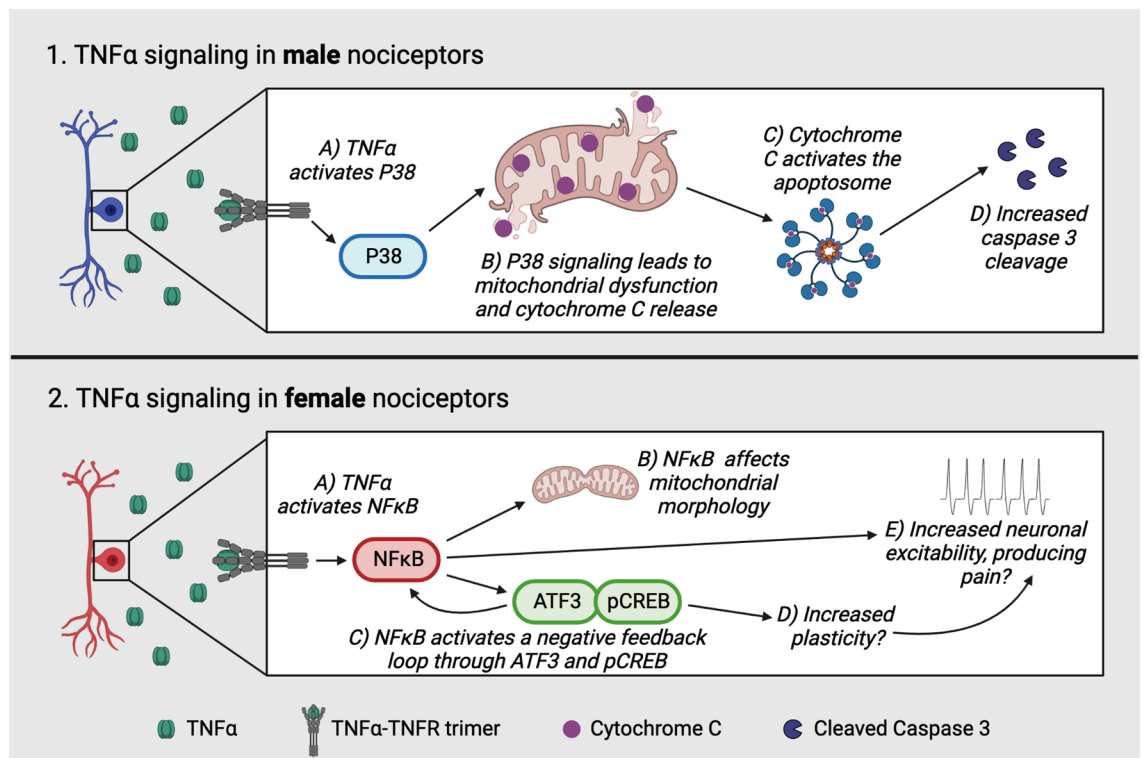 1. TNFα signaling in male nociceptors
A) TNFα
activates P38
P38
B) P38 signaling leads to
mitochondrial dysfunction
and cytochrome C release
C) Cytochrome
C activates the
apoptosome
D) Increased
caspase 3
cleavage
2. TNFα signaling in female nociceptors
A) TNFα
activates NFκB
NFκB
B) NFκB affects
mitochondrial
morphology
ATF3
pCREB
C) NFκB activates a negative feedback
loop through ATF3 and pCREB
D) Increased
plasticity?
E) Increased neuronal
excitability, producing
pain?
TNFα
TNFα-TNFR trimer
Cytochrome C
Cleaved Caspase 3